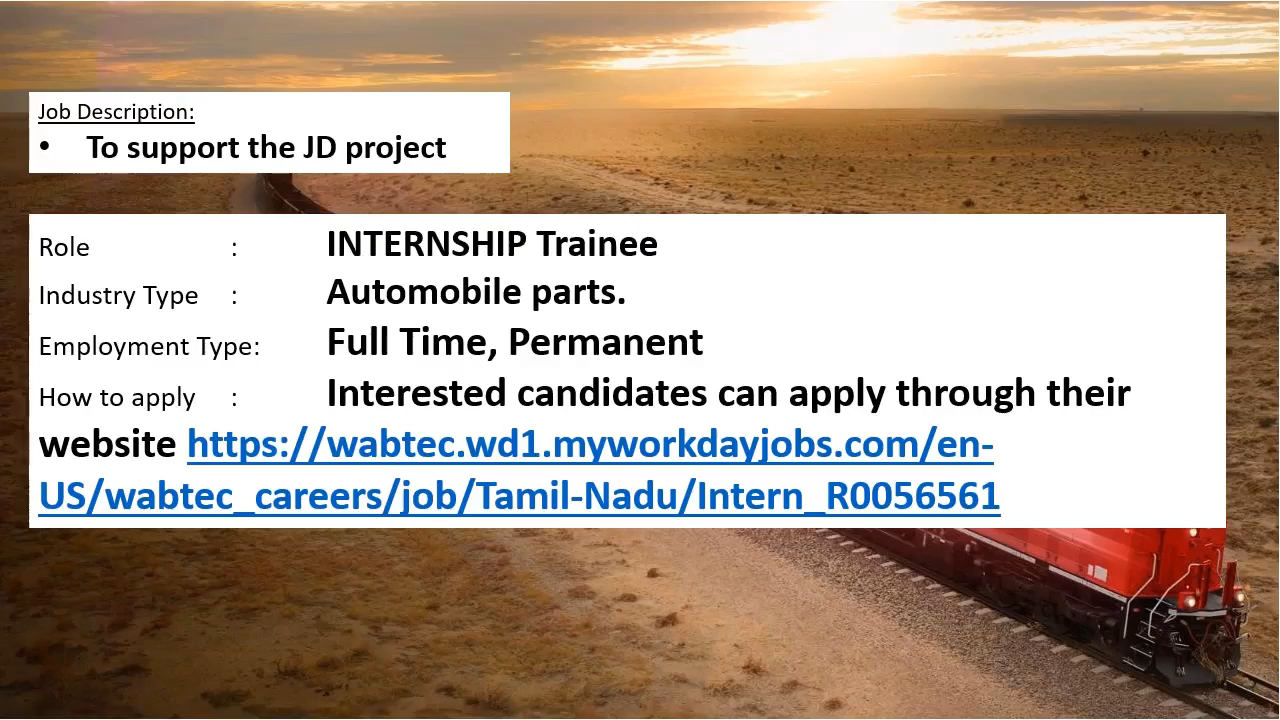 Job Description:
• To support the JD project
Role : INTERNSHIP Trainee
Industry Type : Automobile parts.
Employment Type: Full Time, Permanent
How to apply : Interested candidates can apply through their
website https://wabtec.wd1.myworkdayjobs.com/en-
US/wabtec_careers/job/Tamil-Nadu/Intern_R0056561